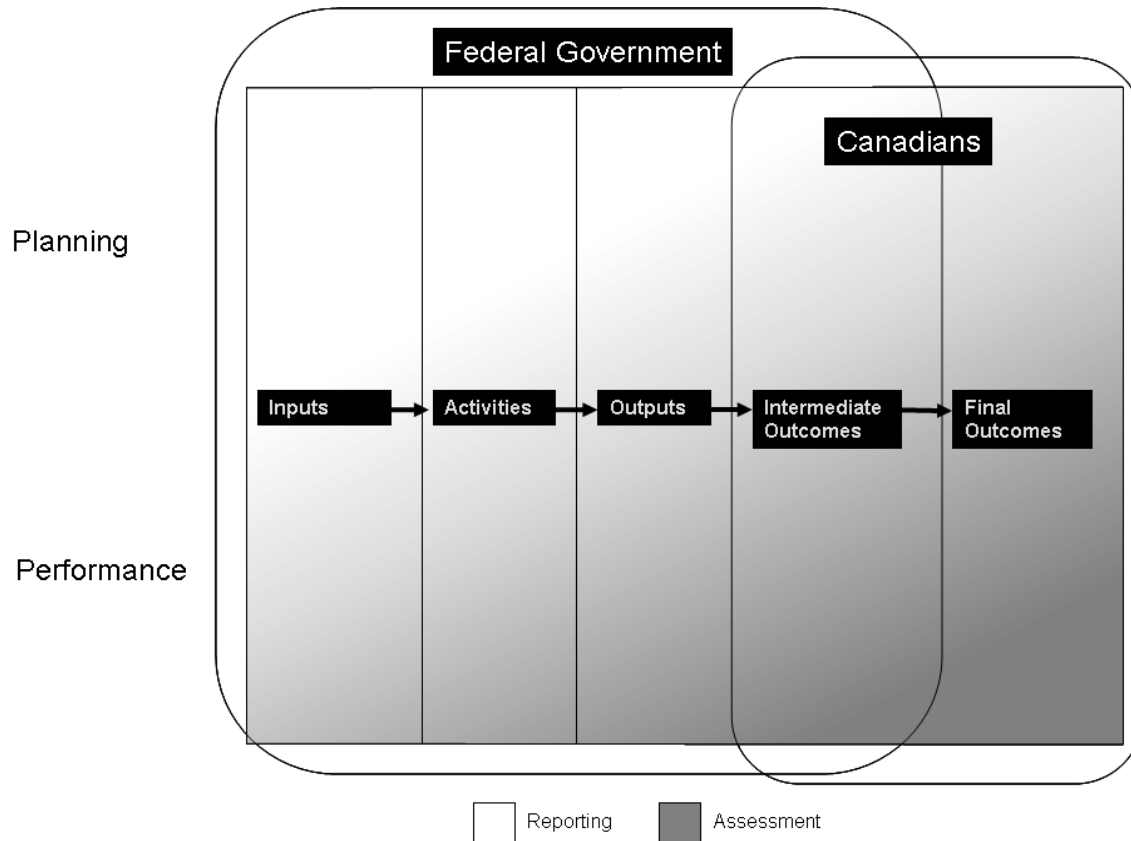 Federal Government
Canadians
Planning
Inputs
Activities
Outputs
Intermediate
Outcomes
Final
Outcomes
Performance
Reporting
Assessment